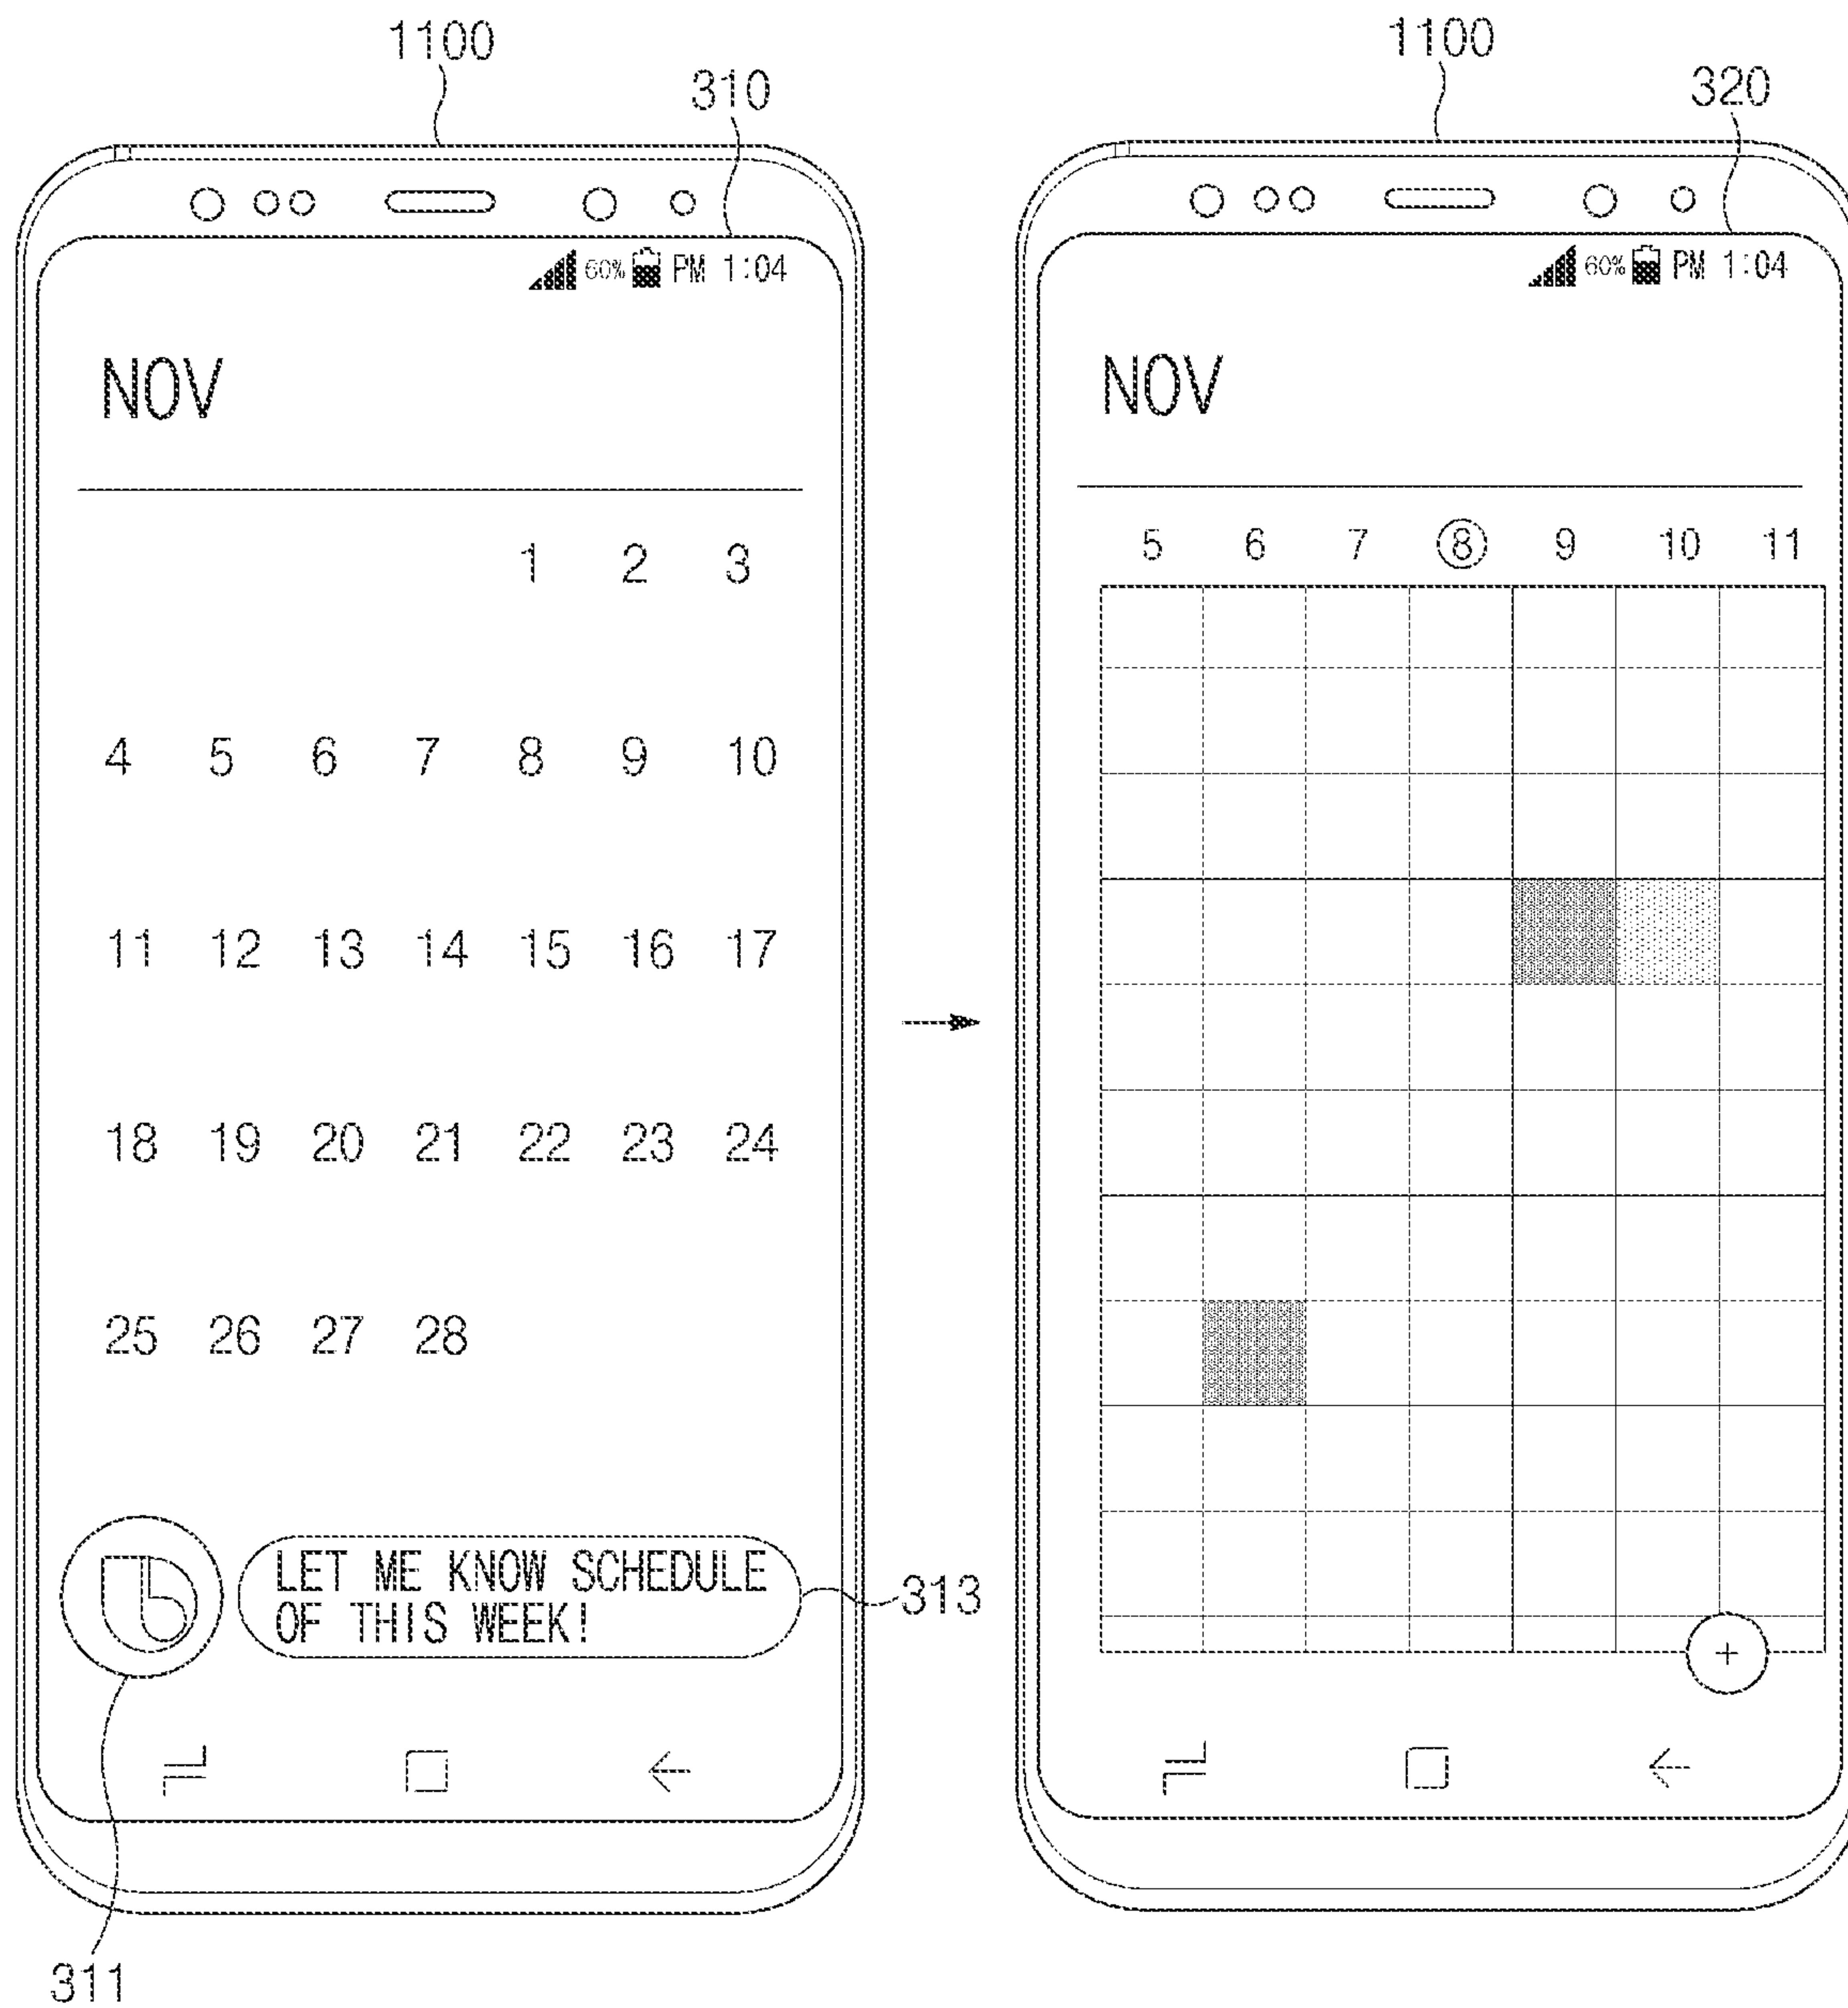 1100
310
60% PM 1:04
NOV
1 2 3
4 5 6 7 8 9 10
11 12 13 14 15 16 17
18 19 20 21 22 23 24
25 26 27 28
LET ME KNOW SCHEDULE
OF THIS WEEK!
313
311
1100
320
60% PM 1:04
NOV
5 6 7 8 9 10 11
+